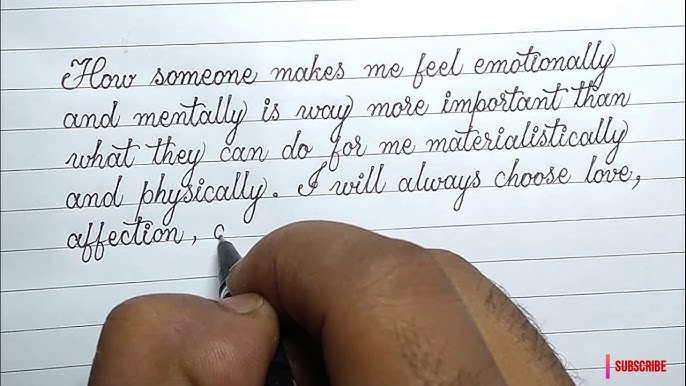 How someone makes me feel emotionally
and mentally is way more important than
what they can do for me materialistically
and physically. I will always choose love,
affection,
SUBSCRIBE